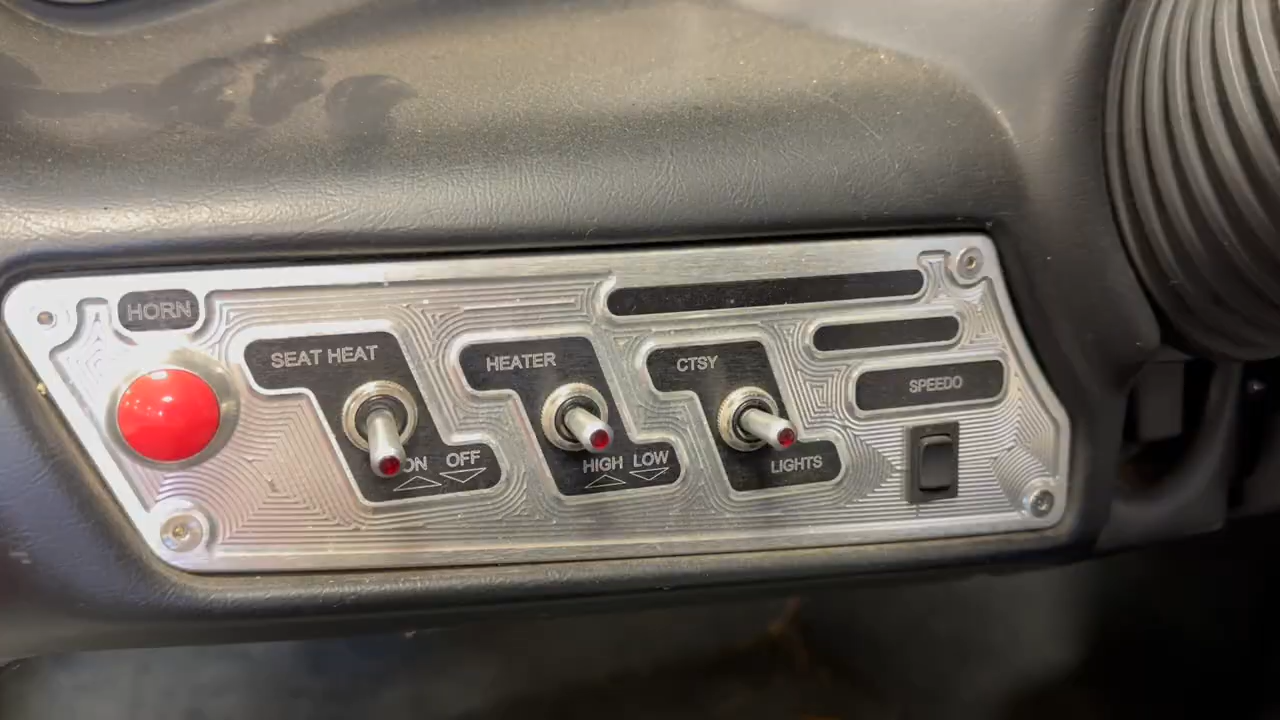 HORN
SEAT HEAT
HEATER
CTSY
SPEEDO
ON OFF
HIGH LOW
LIGHTS